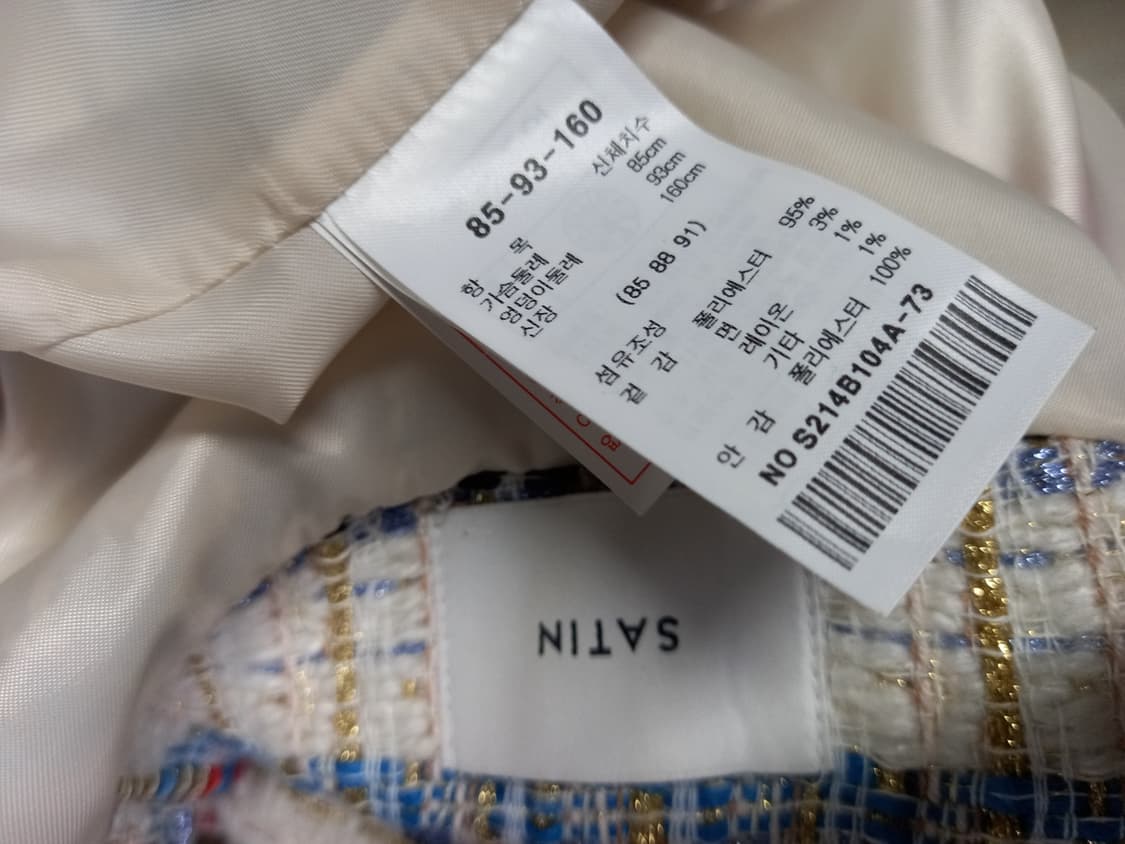 85-93-160
항 목 신체치수
가슴둘레 85cm
엉덩이둘레 93cm
신장 160cm
(85 88 91)
섬유조성
겉 감 폴리에스터 95%
면 3%
레이온 1%
기타 1%
안 감 폴리에스터 100%
NO S214B104A-73
SATIN